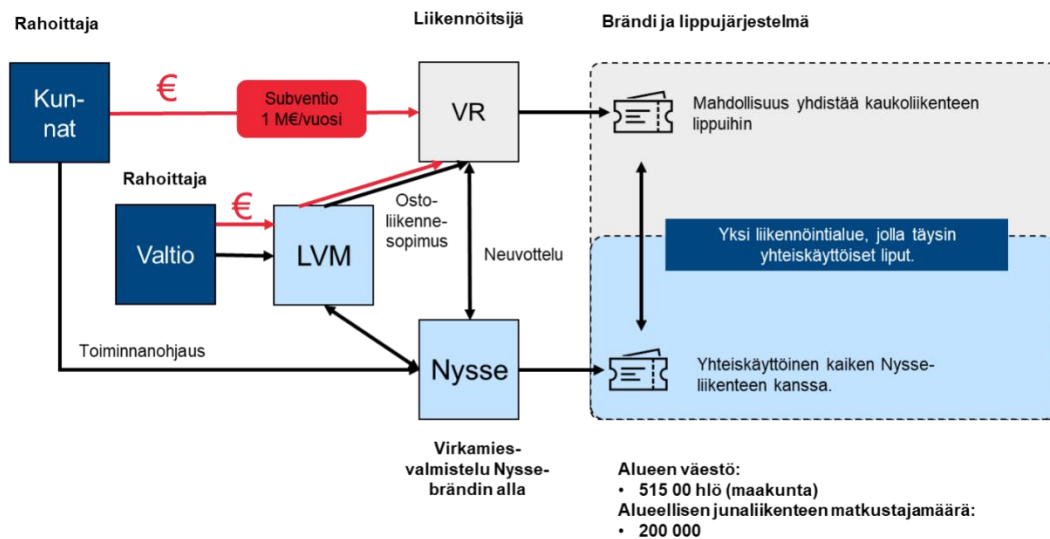 Rahoittaja
Liikennöitsijä
Brändi ja lippujärjestelmä
Kun-
nat
€
Subventio
1 M€/vuosi
VR
Mahdollisuus yhdistää kaukoliikenteen
lippuihin
Rahoittaja
Valtio
€
LVM
Osto-
liikenne-
sopimus
Neuvottelu
Yksi liikennöintialue, jolla täysin
yhteiskäyttöiset liput.
Toiminnanohjaus
Nysse
Yhteiskäyttöinen kaiken Nysse-
liikenteen kanssa.
Virkamies-
valmistelu Nysse-
brändin alla
Alueen väestö:
• 515 00 hlö (maakunta)
Alueellisen junaliikenteen matkustajamäärä:
• 200 000